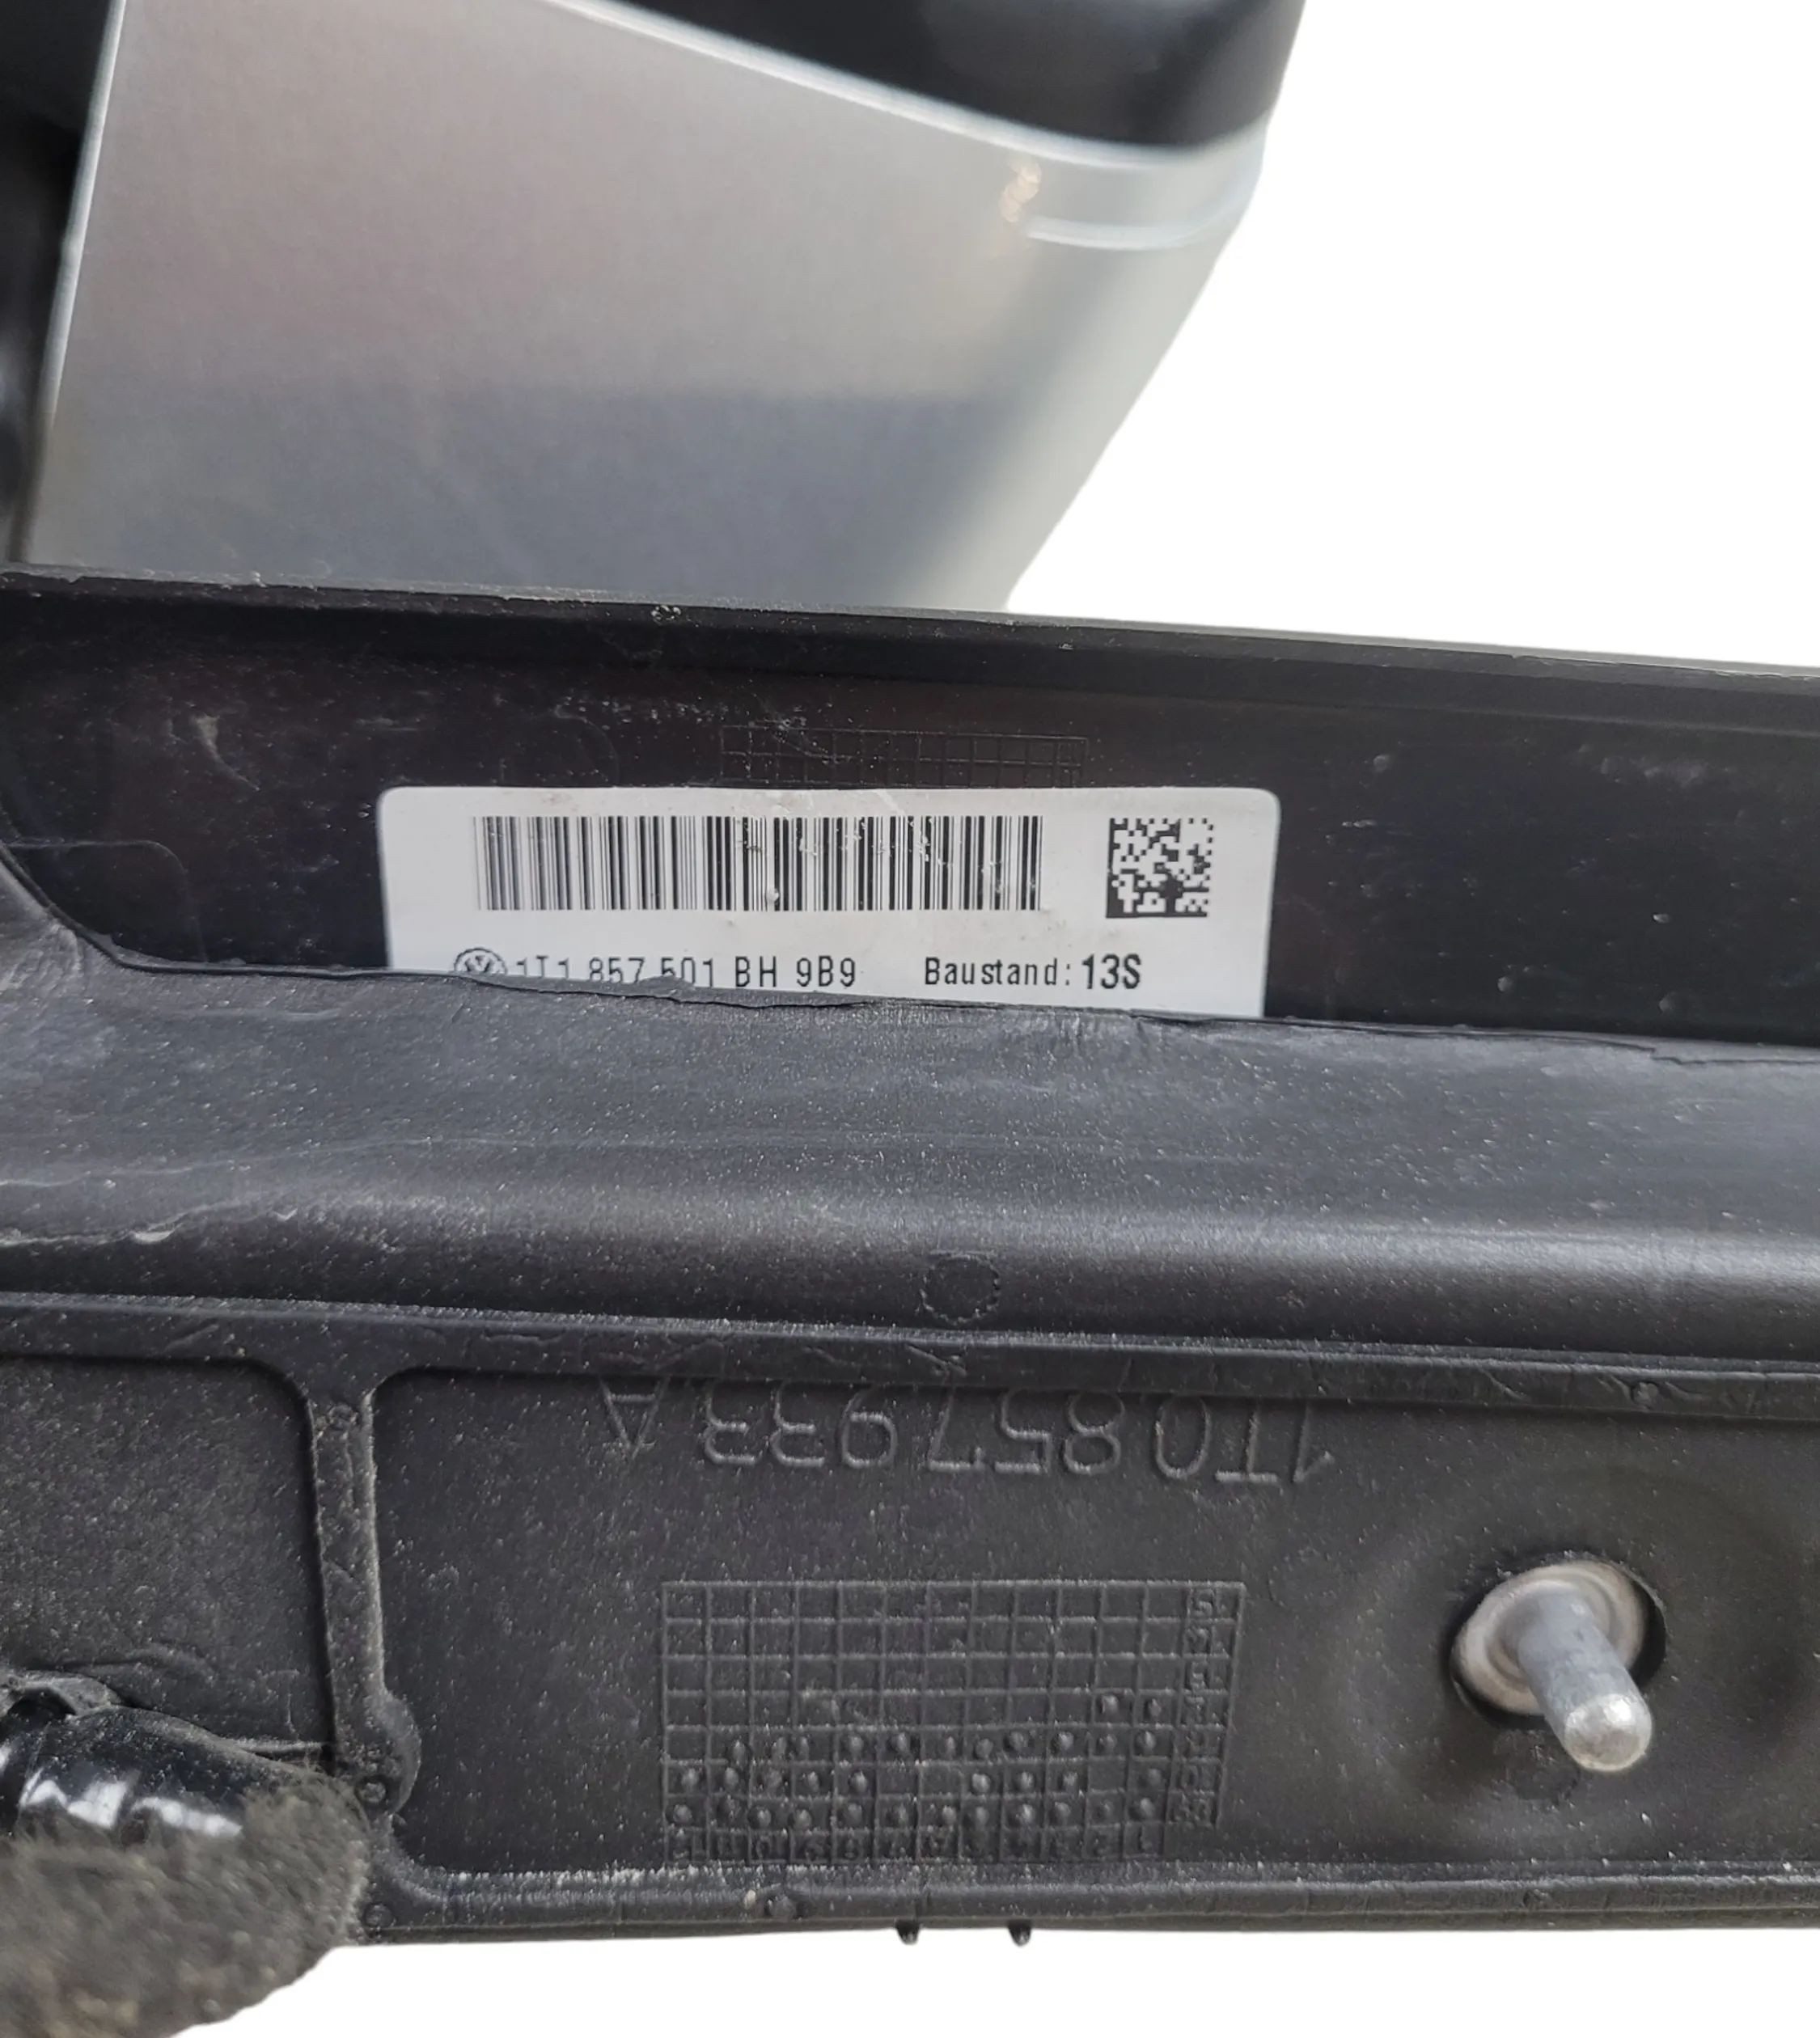 1T1 857 501 BH 9B9 Baustand: 13S
1T0 857 933 A